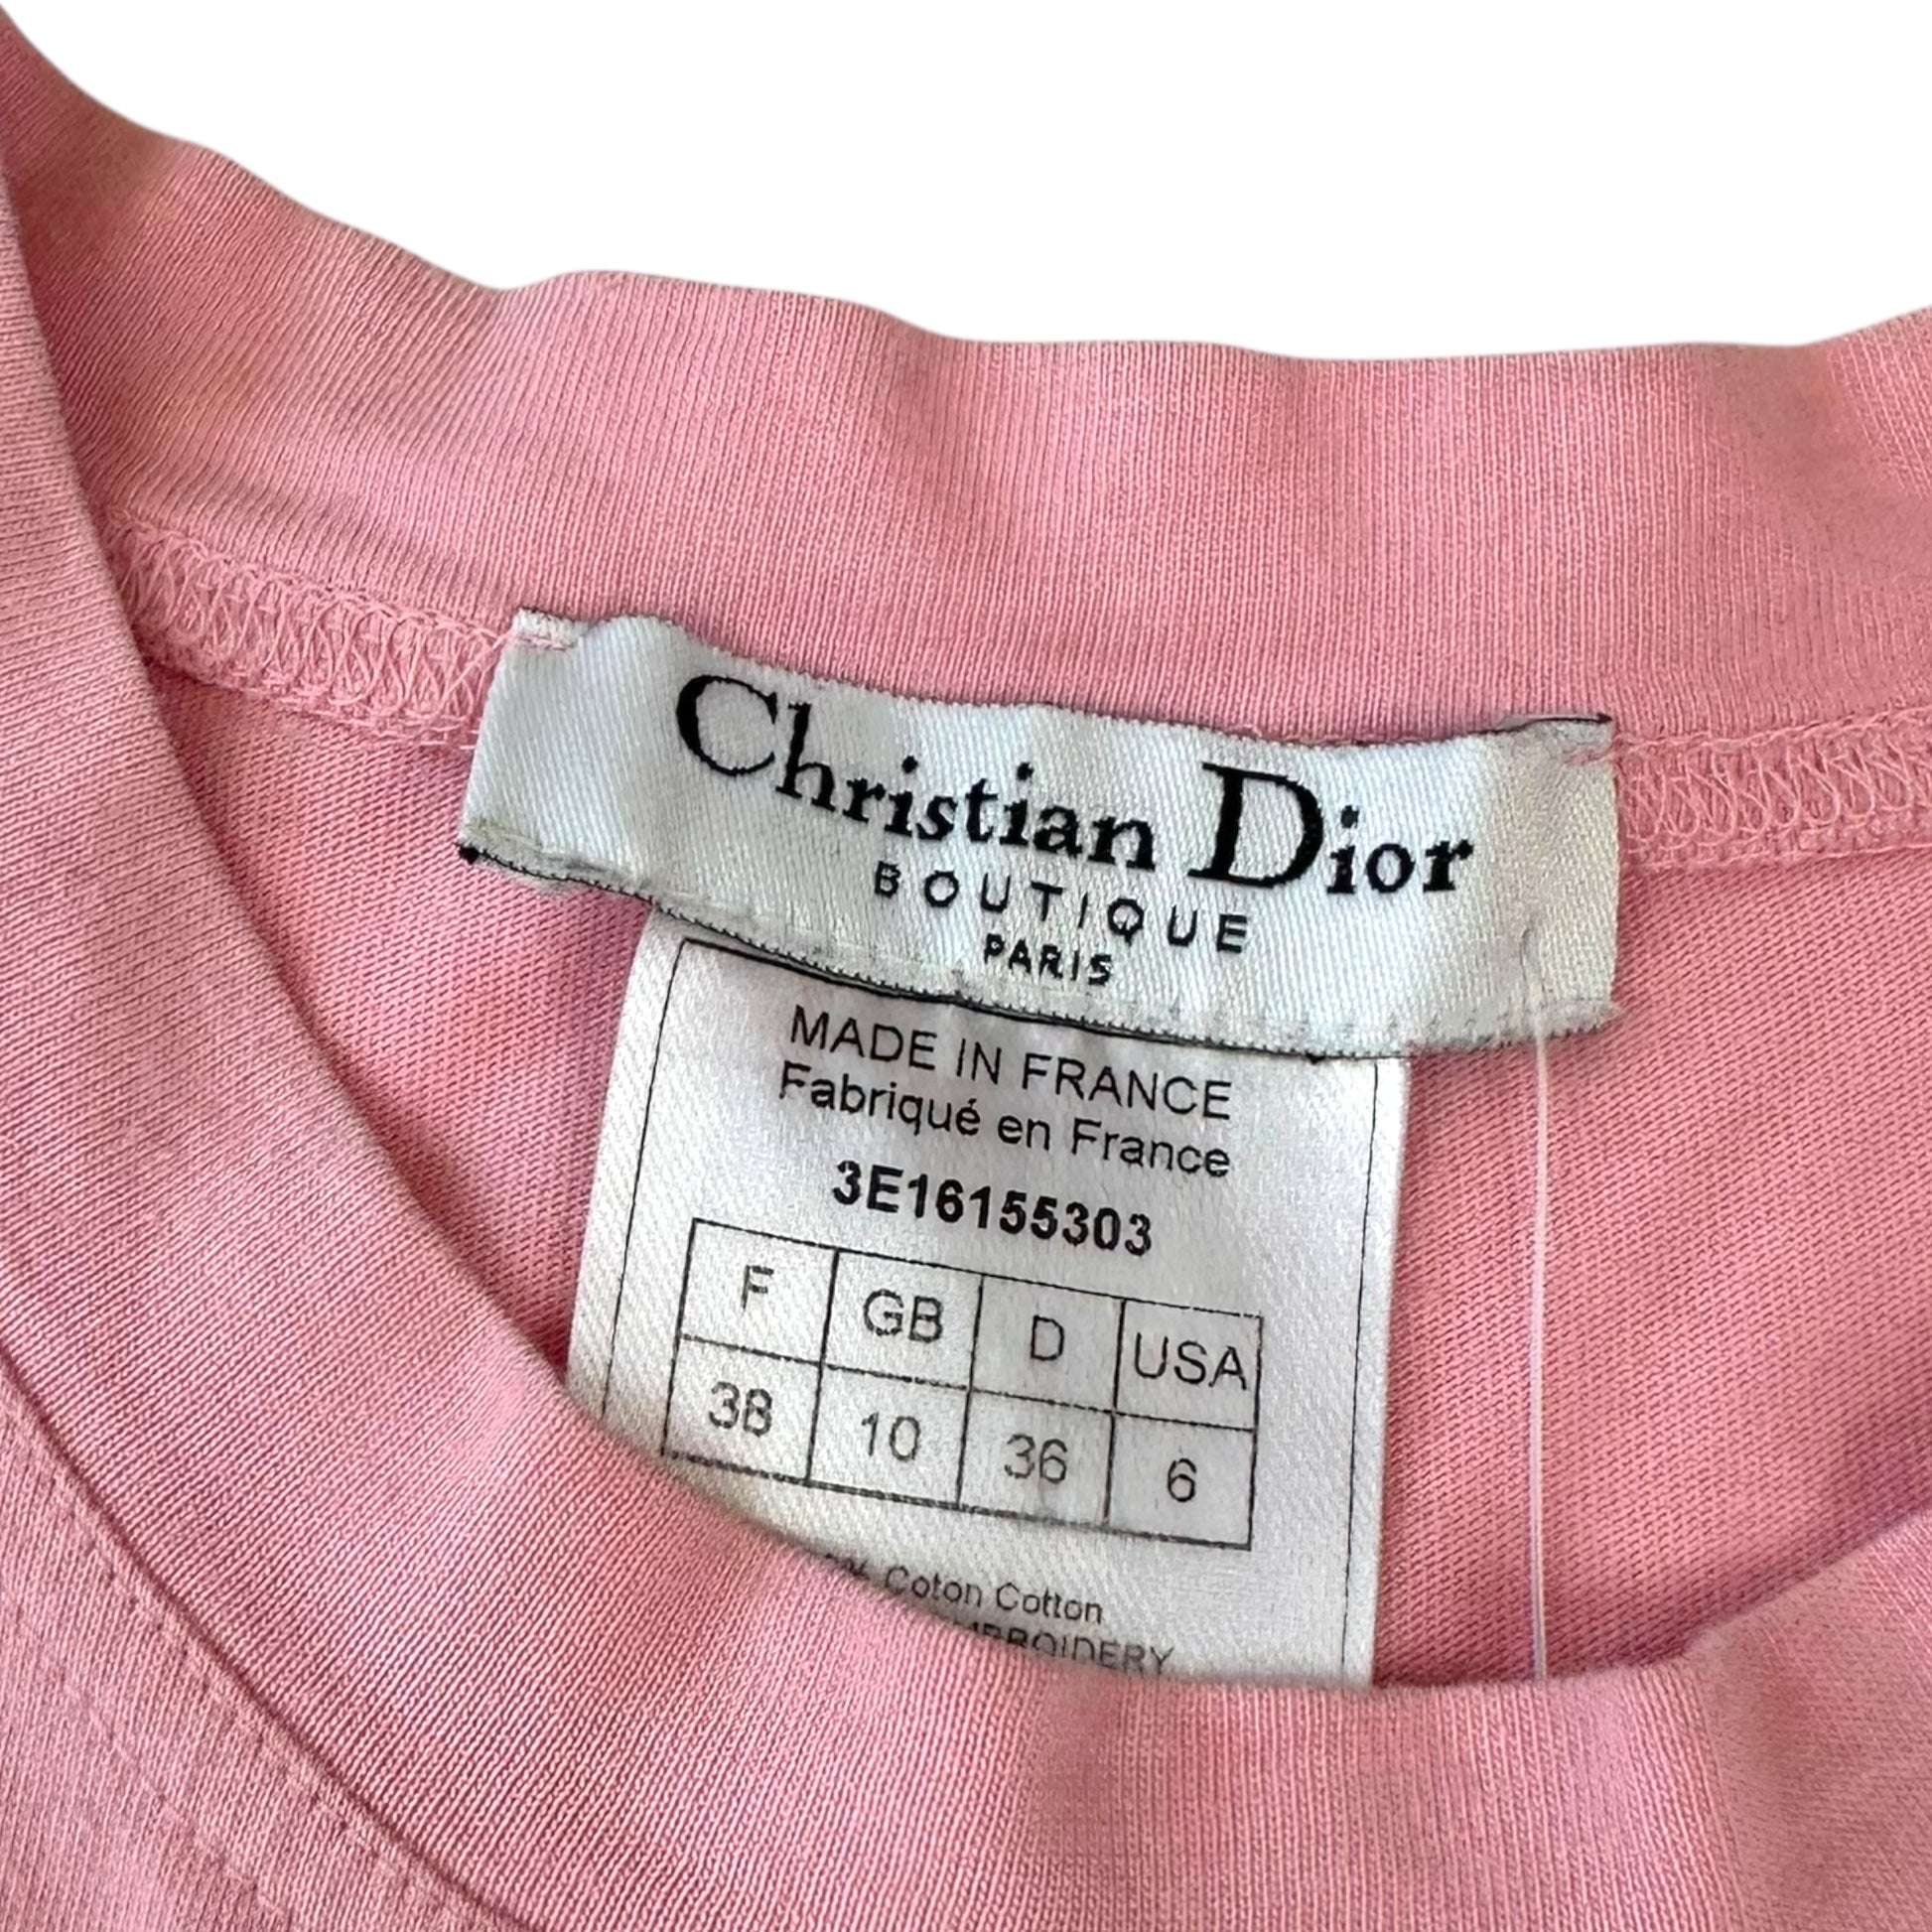 Christian Dior
BOUTIQUE
PARIS
MADE IN FRANCE
Fabriqué en France
3E16155303
F GB D USA
38 10 36 6
% Coton Cotton